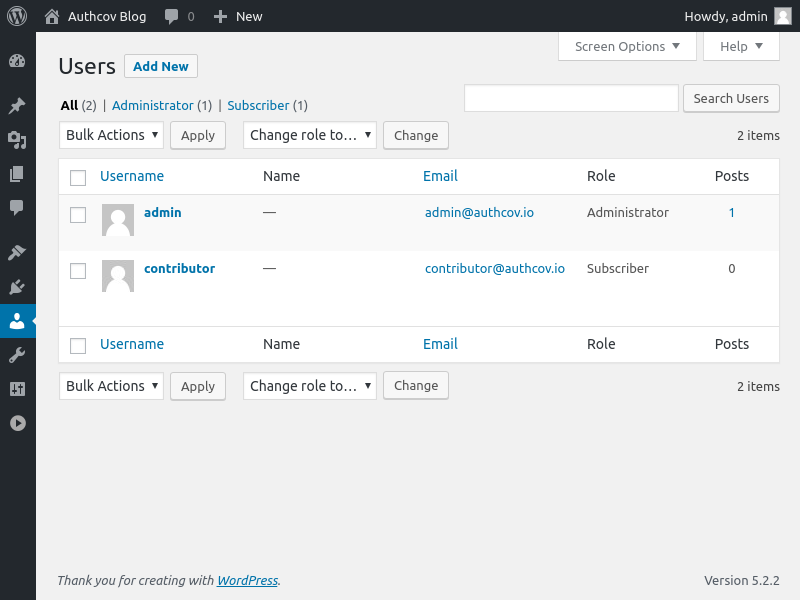 Authcov Blog 0 New Howdy, admin
Screen Options Help
Users Add New
All (2) | Administrator (1) | Subscriber (1)
Search Users
Bulk Actions Apply Change role to… Change 2 items
Username Name Email Role Posts
admin — admin@authcov.io Administrator 1
contributor — contributor@authcov.io Subscriber 0
Username Name Email Role Posts
Bulk Actions Apply Change role to… Change 2 items
Thank you for creating with WordPress. Version 5.2.2